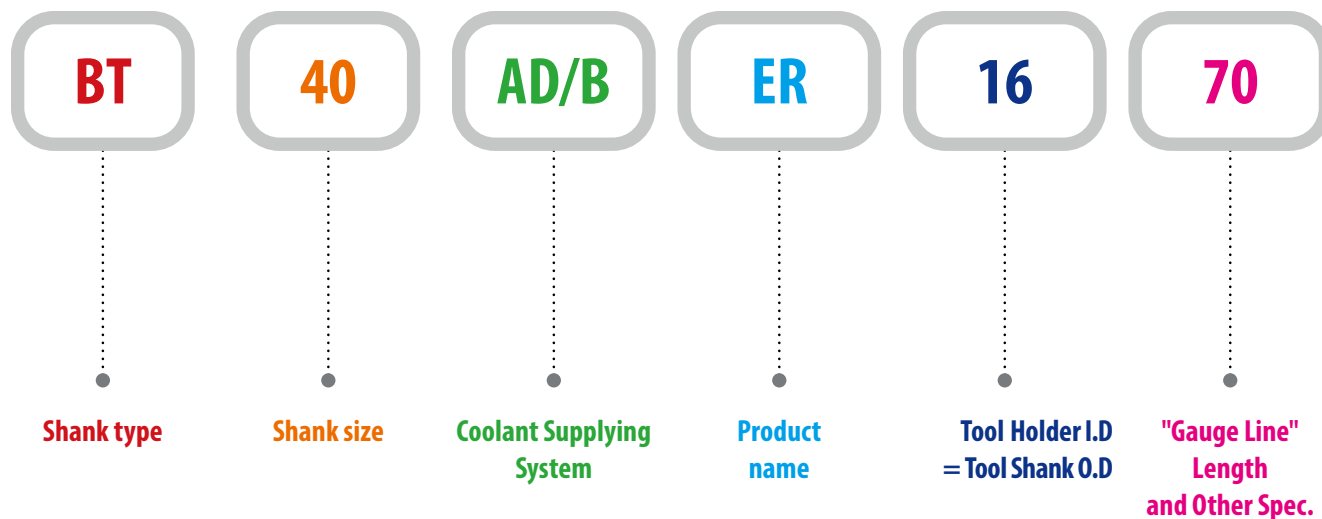 BT
40
AD/B
ER
16
70
Shank type
Shank size
Coolant Supplying
System
Product
name
Tool Holder I.D
= Tool Shank O.D
"Gauge Line"
Length
and Other Spec.